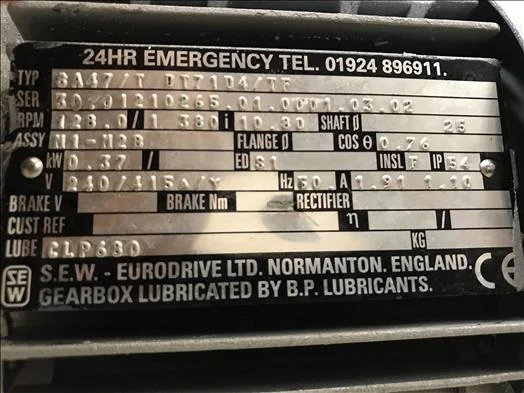 24HR EMERGENCY TEL. 01924 896911.
TYP SA47/T DT71D4/TF
SER 30.01210265.01.0001.03.02
RPM 128.0/1 380 i 10.80 SHAFT Ø 25
ASSY M1-M2B FLANGE Ø COS θ 0.76
kW 0.37/ ED S1 INSL F IP 54
V 240/415∆/Y Hz 50 A 1.91 1.10
BRAKE V BRAKE Nm RECTIFIER
CUST REF η /
LUBE CLP680 KG
SEW S.E.W. - EURODRIVE LTD. NORMANTON. ENGLAND. CE
GEARBOX LUBRICATED BY B.P. LUBRICANTS.